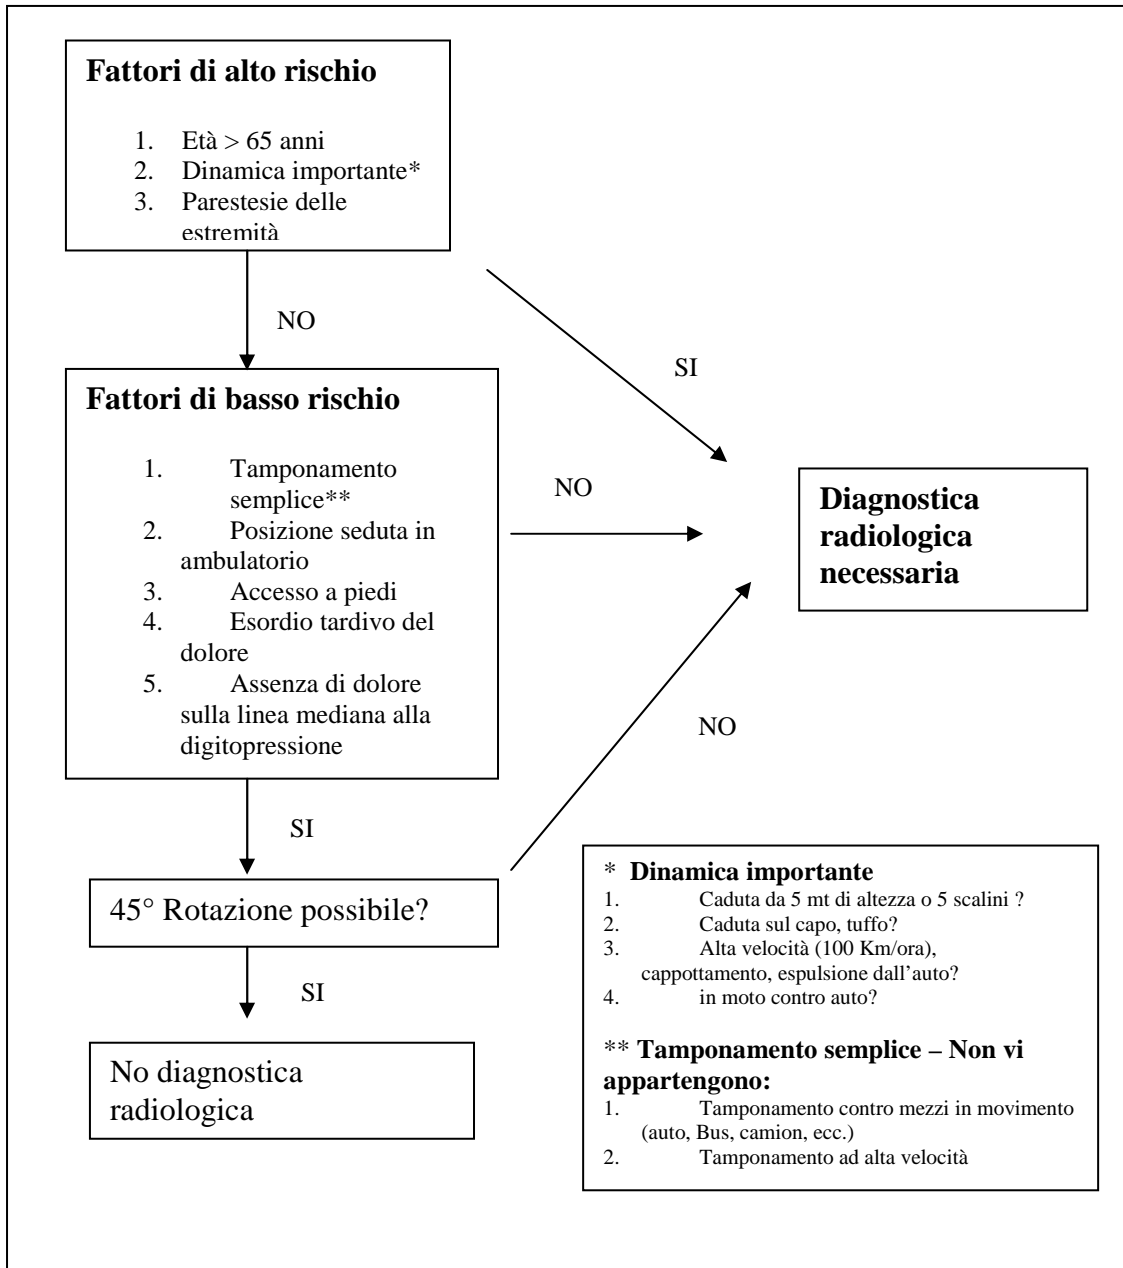 Fattori di alto rischio
1. Età > 65 anni
2. Dinamica importante*
3. Parestesie delle
estremità
NO
SI
Fattori di basso rischio
1. Tamponamento
semplice**
2. Posizione seduta in
ambulatorio
3. Accesso a piedi
4. Esordio tardivo del
dolore
5. Assenza di dolore
sulla linea mediana alla
digitopressione
NO
Diagnostica
radiologica
necessaria
NO
SI
45° Rotazione possibile?
SI
No diagnostica
radiologica
* Dinamica importante
1. Caduta da 5 mt di altezza o 5 scalini ?
2. Caduta sul capo, tuffo?
3. Alta velocità (100 Km/ora),
cappottamento, espulsione dall'auto?
4. in moto contro auto?
** Tamponamento semplice – Non vi
appartengono:
1. Tamponamento contro mezzi in movimento
(auto, Bus, camion, ecc.)
2. Tamponamento ad alta velocità